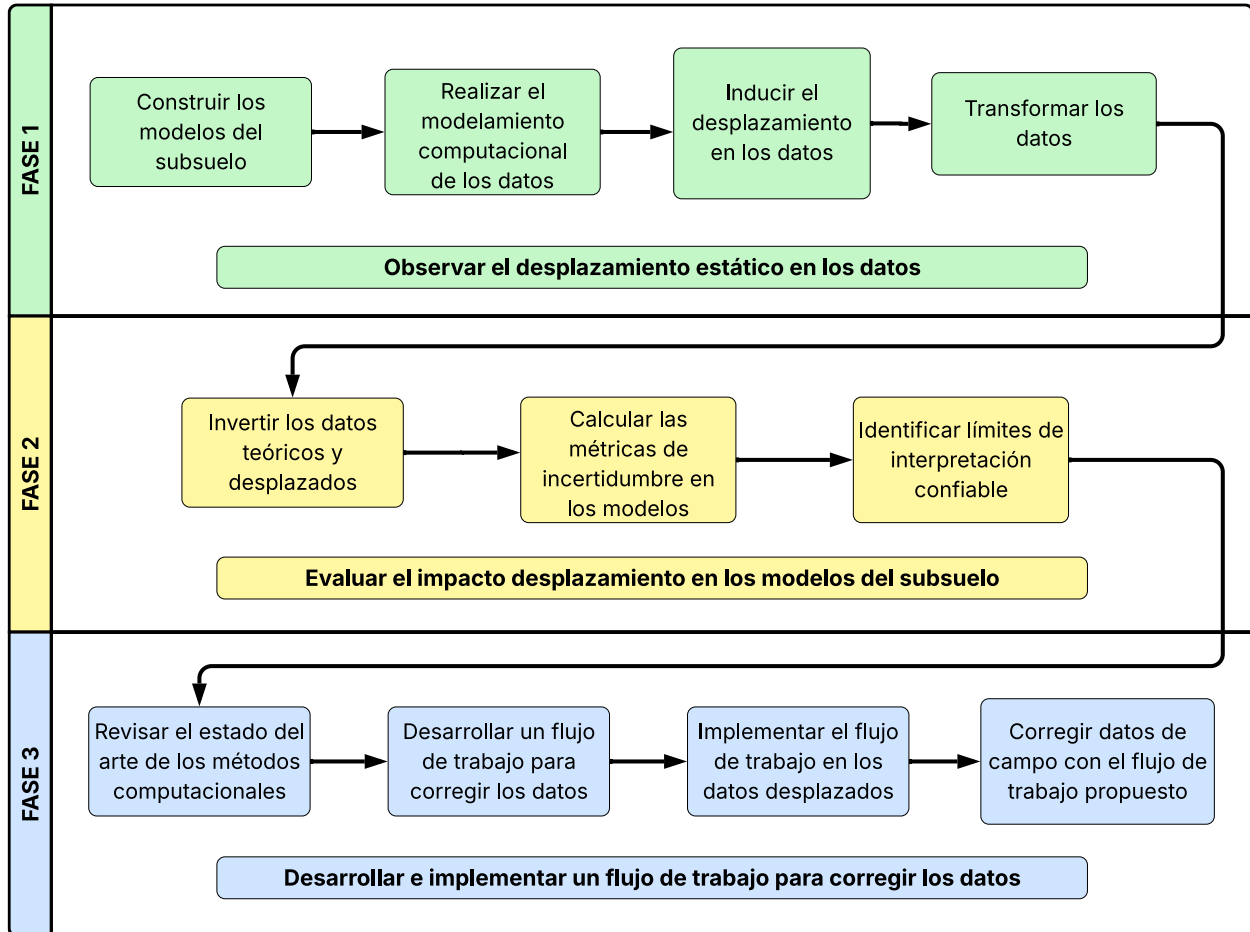 FASE 1
Construir los
modelos del
subsuelo
Realizar el
modelamiento
computacional
de los datos
Inducir el
desplazamiento
en los datos
Transformar los
datos
Observar el desplazamiento estático en los datos
FASE 2
Invertir los datos
teóricos y
desplazados
Calcular las
métricas de
incertidumbre en
los modelos
Identificar límites de
interpretación
confiable
Evaluar el impacto desplazamiento en los modelos del subsuelo
FASE 3
Revisar el estado del
arte de los métodos
computacionales
Desarrollar un flujo
de trabajo para
corregir los datos
Implementar el flujo
de trabajo en los
datos desplazados
Corregir datos de
campo con el flujo de
trabajo propuesto
Desarrollar e implementar un flujo de trabajo para corregir los datos